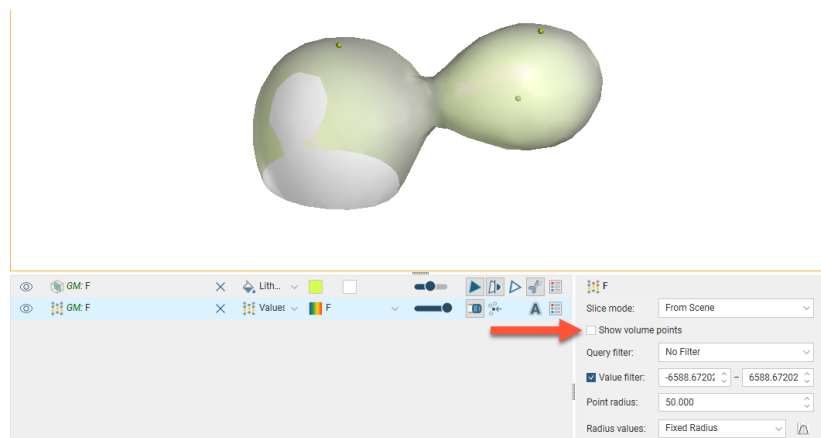 GM: F Lith...
GM: F Values F A
F
Slice mode: From Scene
Show volume points
Query filter: No Filter
Value filter: -6588.67202 – 6588.67202
Point radius: 50.000
Radius values: Fixed Radius